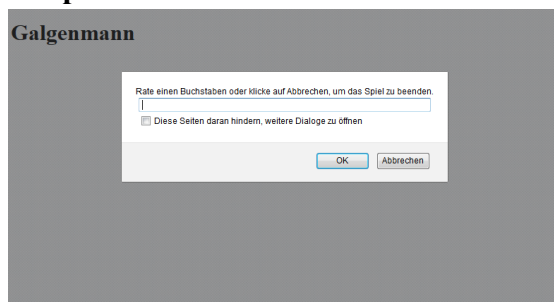 Galgenmann
Rate einen Buchstaben oder klicke auf Abbrechen, um das Spiel zu beenden.
Diese Seiten daran hindern, weitere Dialoge zu öffnen
OK Abbrechen